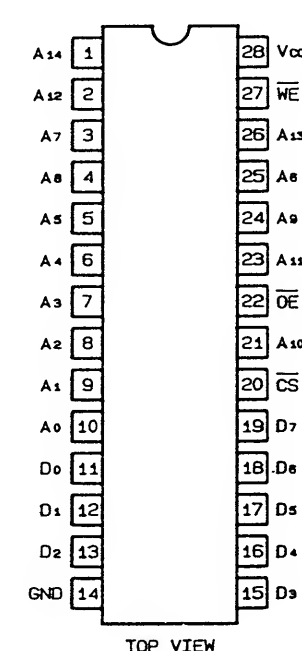 A14 1 28 Vcc
A12 2 27 WE
A7 3 26 A13
A6 4 25 A8
A5 5 24 A9
A4 6 23 A11
A3 7 22 OE
A2 8 21 A10
A1 9 20 CS
A0 10 19 D7
D0 11 18 D6
D1 12 17 D5
D2 13 16 D4
GND 14 15 D3
TOP VIEW